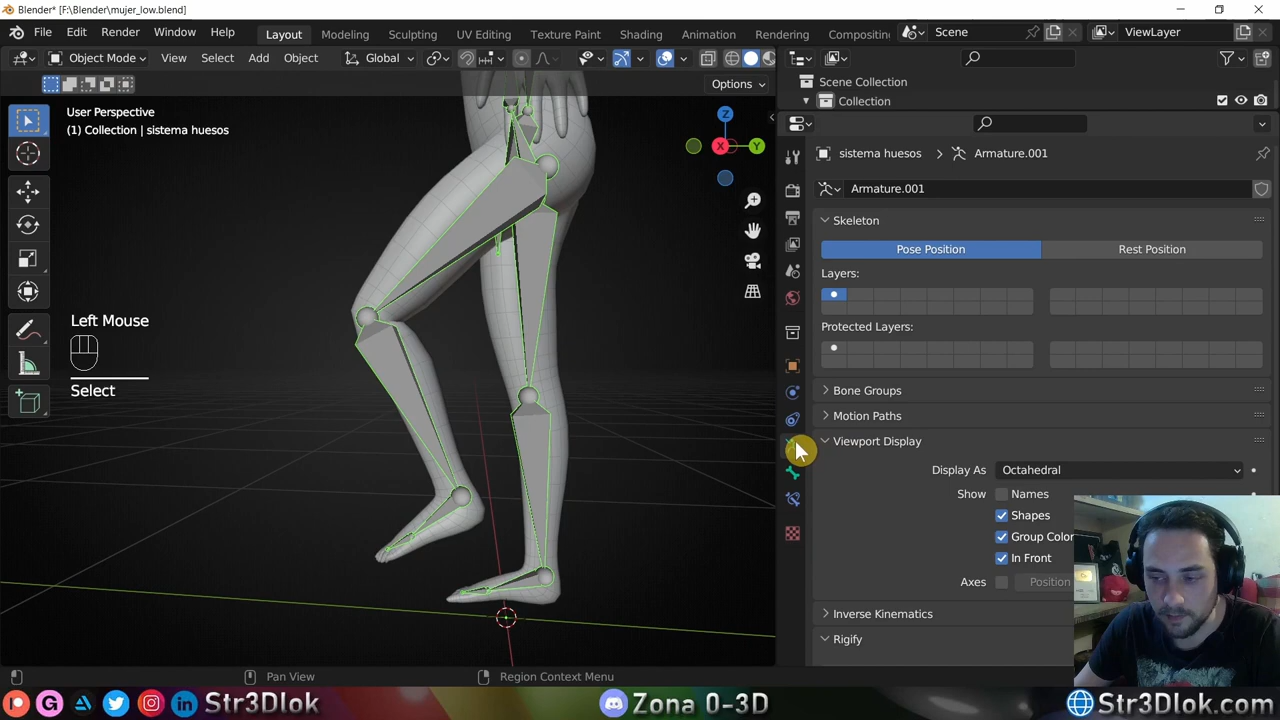 Blender* [F:\Blender\mujer_low.blend]
File Edit Render Window Help Layout Modeling Sculpting UV Editing Texture Paint Shading Animation Rendering Compositin Scene ViewLayer
Object Mode View Select Add Object Global
Options
Scene Collection
Collection
User Perspective
(1) Collection | sistema huesos
Z
X
Y
sistema huesos > Armature.001
Armature.001
Skeleton
Pose Position Rest Position
Layers:
Protected Layers:
Left Mouse
Select
Bone Groups
Motion Paths
Viewport Display
Display As Octahedral
Show Names
Shapes
Group Color
In Front
Axes Position
Inverse Kinematics
Rigify
Pan View Region Context Menu
Str3Dlok Zona 0-3D Str3Dlok.com